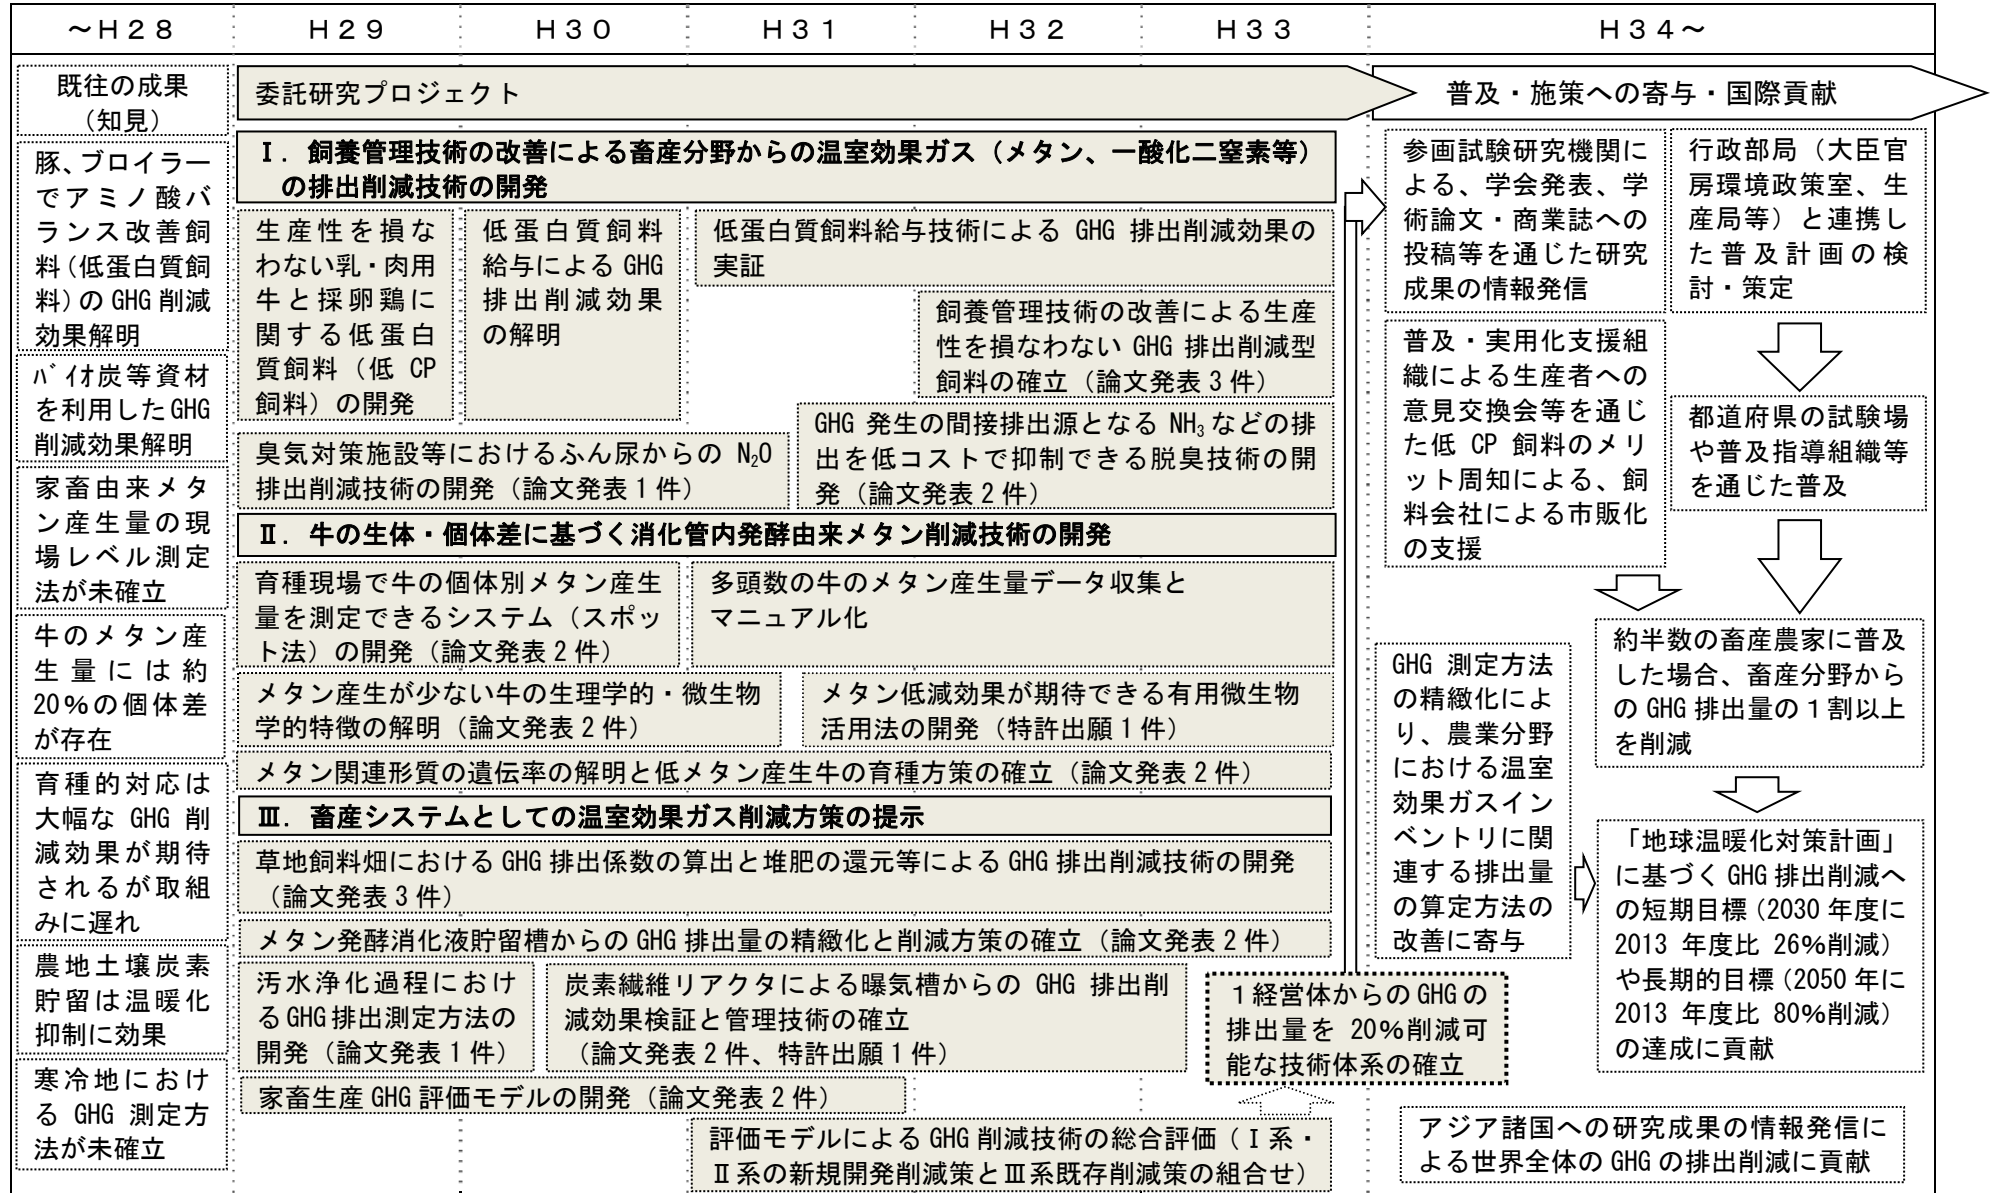 ～Ｈ２８
Ｈ２９
Ｈ３０
Ｈ３１
Ｈ３２
Ｈ３３
Ｈ３４～
既往の成果
（知見）
豚、ブロイラー
でアミノ酸バ
ランス改善飼
料(低蛋白質飼
料)の GHG 削減
効果解明
ﾊﾞｲｵ炭等資材
を利用した GHG
削減効果解明
家畜由来メタ
ン産生量の現
場レベル測定
法が未確立
牛のメタン産
生量には約
20%の個体差
が存在
育種的対応は
大幅な GHG 削
減効果が期待
されるが取組
みに遅れ
農地土壌炭素
貯留は温暖化
抑制に効果
寒冷地におけ
る GHG 測定方
法が未確立
委託研究プロジェクト
Ⅰ．飼養管理技術の改善による畜産分野からの温室効果ガス（メタン、一酸化二窒素等）
の排出削減技術の開発
生産性を損な
わない乳・肉用
牛と採卵鶏に
関する低蛋白
質飼料（低 CP
飼料）の開発
低蛋白質飼料
給与による GHG
排出削減効果
の解明
低蛋白質飼料給与技術による GHG 排出削減効果の
実証
飼養管理技術の改善による生産
性を損なわない GHG 排出削減型
飼料の確立（論文発表 3 件）
臭気対策施設等におけるふん尿からの N₂O
排出削減技術の開発（論文発表 1 件）
GHG 発生の間接排出源となる NH₃ などの排
出を低コストで抑制できる脱臭技術の開
発（論文発表 2 件）
Ⅱ．牛の生体・個体差に基づく消化管内発酵由来メタン削減技術の開発
育種現場で牛の個体別メタン産生
量を測定できるシステム（スポッ
ト法）の開発（論文発表 2 件）
多頭数の牛のメタン産生量データ収集と
マニュアル化
メタン産生が少ない牛の生理学的・微生物
学的特徴の解明（論文発表 2 件）
メタン低減効果が期待できる有用微生物
活用法の開発（特許出願 1 件）
メタン関連形質の遺伝率の解明と低メタン産生牛の育種方策の確立（論文発表 2 件）
Ⅲ．畜産システムとしての温室効果ガス削減方策の提示
草地飼料畑における GHG 排出係数の算出と堆肥の還元等による GHG 排出削減技術の開発
（論文発表 3 件）
メタン発酵消化液貯留槽からの GHG 排出量の精緻化と削減方策の確立（論文発表 2 件）
汚水浄化過程におけ
る GHG 排出測定方法の
開発（論文発表 1 件）
炭素繊維リアクタによる曝気槽からの GHG 排出削
減効果検証と管理技術の確立
（論文発表 2 件、特許出願 1 件）
家畜生産 GHG 評価モデルの開発（論文発表 2 件）
評価モデルによる GHG 削減技術の総合評価（Ⅰ系・
Ⅱ系の新規開発削減策とⅢ系既存削減策の組合せ）
１経営体からの GHG の
排出量を 20%削減可
能な技術体系の確立
普及・施策への寄与・国際貢献
参画試験研究機関に
よる、学会発表、学
術論文・商業誌への
投稿等を通じた研究
成果の情報発信
行政部局（大臣官
房環境政策室、生
産局等）と連携し
た普及計画の検
討・策定
普及・実用化支援組
織による生産者への
意見交換会等を通じ
た低 CP 飼料のメリ
ット周知による、飼
料会社による市販化
の支援
都道府県の試験場
や普及指導組織等
を通じた普及
GHG 測定方法
の精緻化によ
り、農業分野
における温室
効果ガスイン
ベントリに関
連する排出量
の算定方法の
改善に寄与
約半数の畜産農家に普及
した場合、畜産分野から
の GHG 排出量の１割以上
を削減
「地球温暖化対策計画」
に基づく GHG 排出削減へ
の短期目標(2030 年度に
2013 年度比 26%削減)
や長期的目標(2050 年に
2013 年度比 80%削減)
の達成に貢献
アジア諸国への研究成果の情報発信に
よる世界全体の GHG の排出削減に貢献